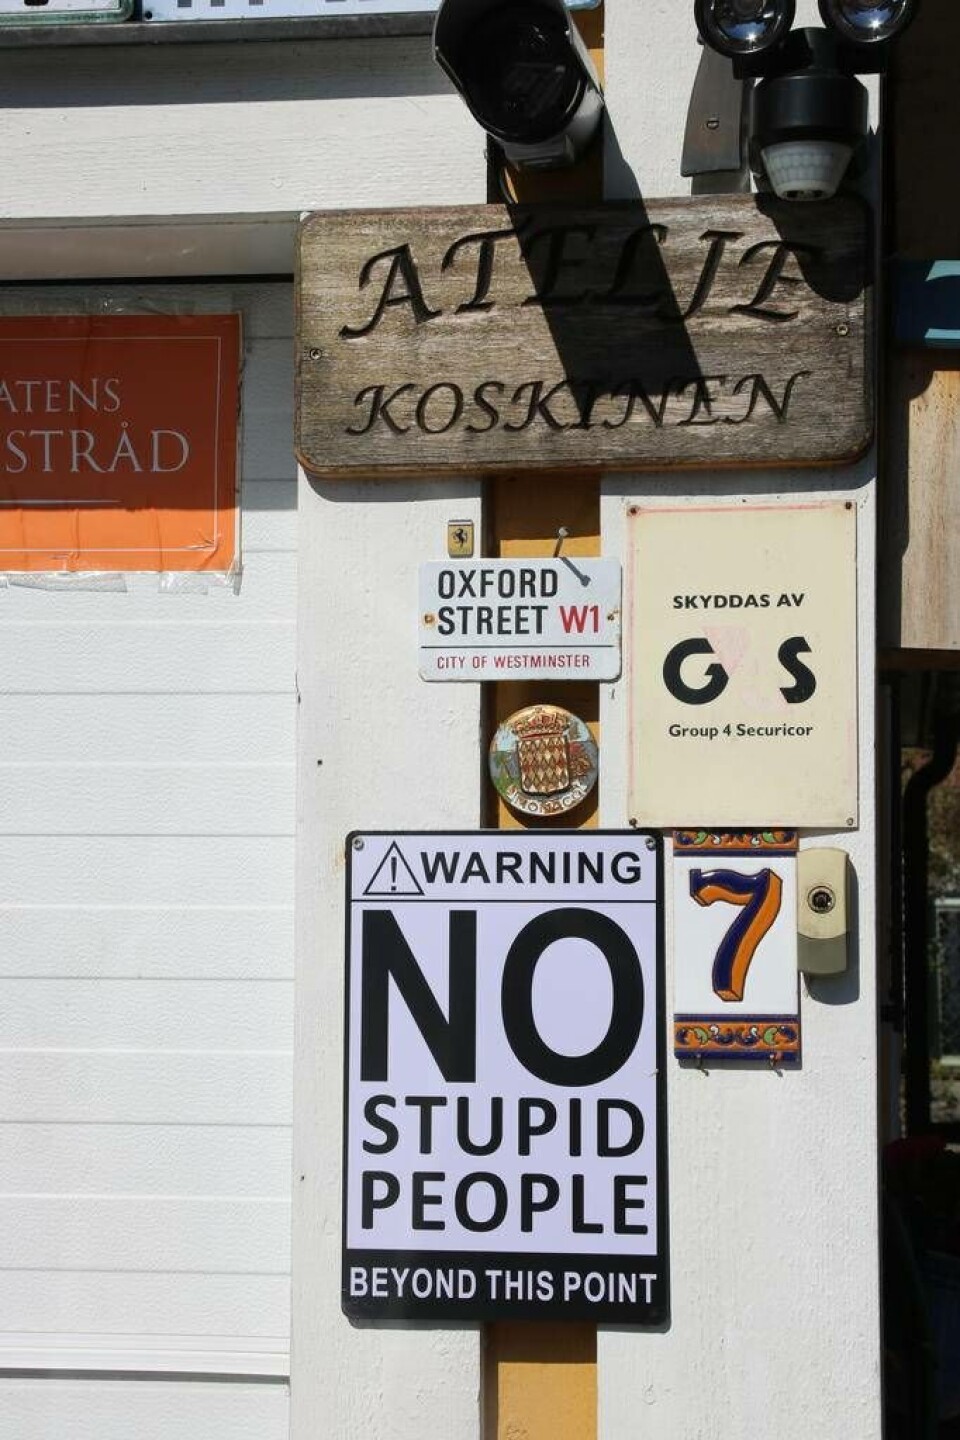 ATELJE
KOSKINEN
ATENS
STRÅD
OXFORD
STREET W1
CITY OF WESTMINSTER
SKYDDAS AV
G4S
Group 4 Securicor
MONACO
WARNING
NO
STUPID
PEOPLE
BEYOND THIS POINT
7